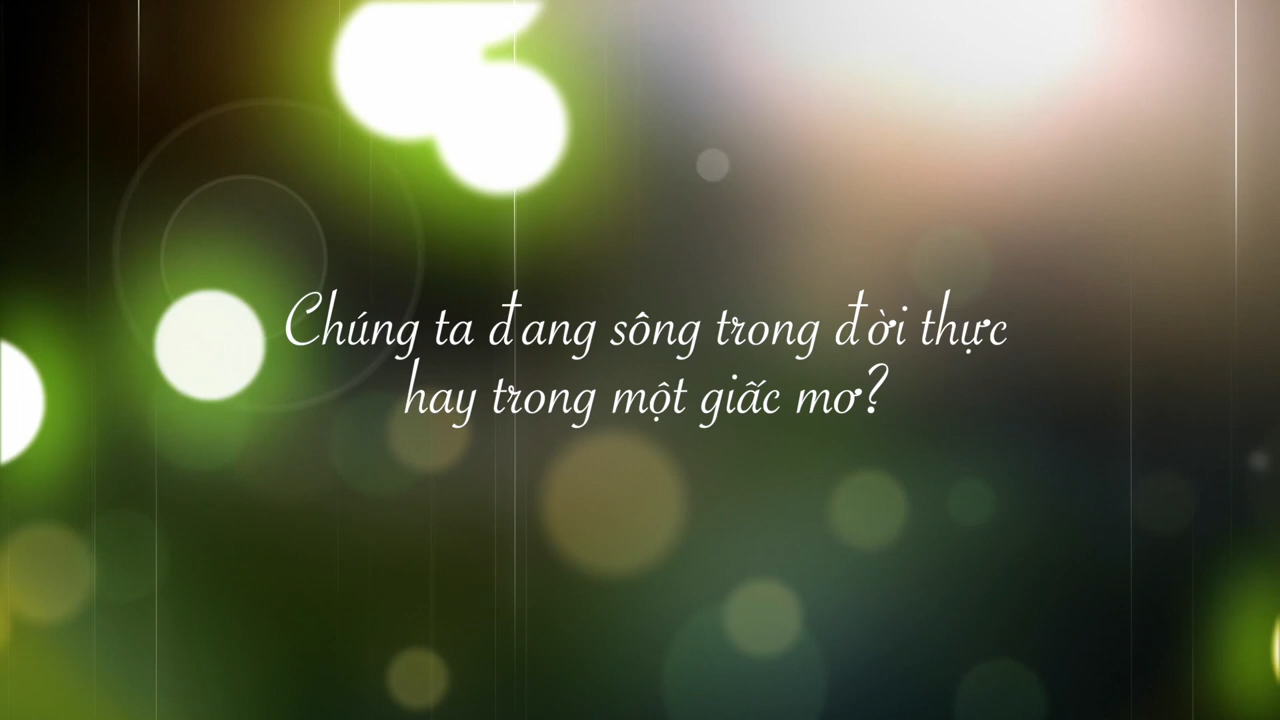 Chúng ta đang sông trong đời thực
hay trong một giấc mơ?